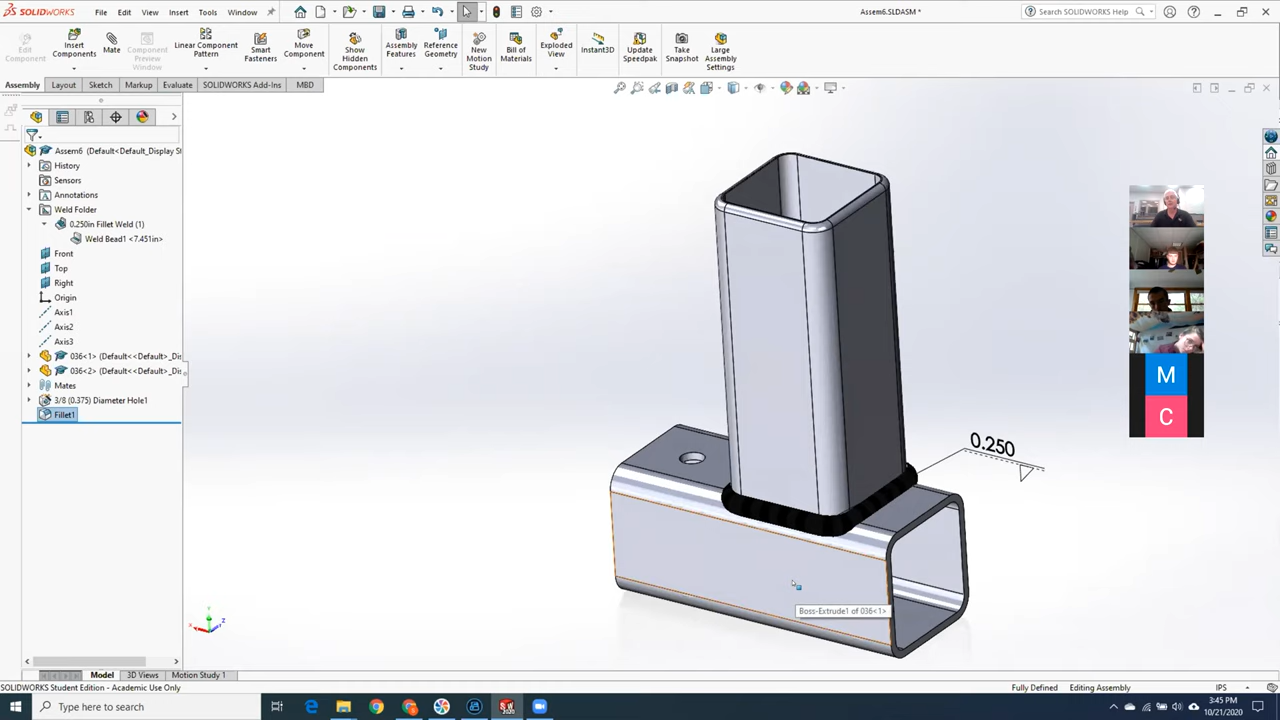 SOLIDWORKS File Edit View Insert Tools Window Assem6.SLDASM * Search SOLIDWORKS Help
Edit Component
Insert Components
Mate
Component Preview Window
Linear Component Pattern
Smart Fasteners
Move Component
Show Hidden Components
Assembly Features
Reference Geometry
New Motion Study
Bill of Materials
Exploded View
Instant3D
Update Speedpak
Take Snapshot
Large Assembly Settings
Assembly Layout Sketch Markup Evaluate SOLIDWORKS Add-Ins MBD
Assem6 (Default<Default_Display St
History
Sensors
Annotations
Weld Folder
0.250in Fillet Weld (1)
Weld Bead1 <7.451in>
Front
Top
Right
Origin
Axis1
Axis2
Axis3
036<1> (Default<<Default>_Dis
036<2> (Default<<Default>_Dis
Mates
3/8 (0.375) Diameter Hole1
Fillet1
0.250
Boss-Extrude1 of 036<1>
M
C
Y
X
Z
Model 3D Views Motion Study 1
SOLIDWORKS Student Edition - Academic Use Only Fully Defined Editing Assembly IPS
Type here to search
3:45 PM
10/21/2020